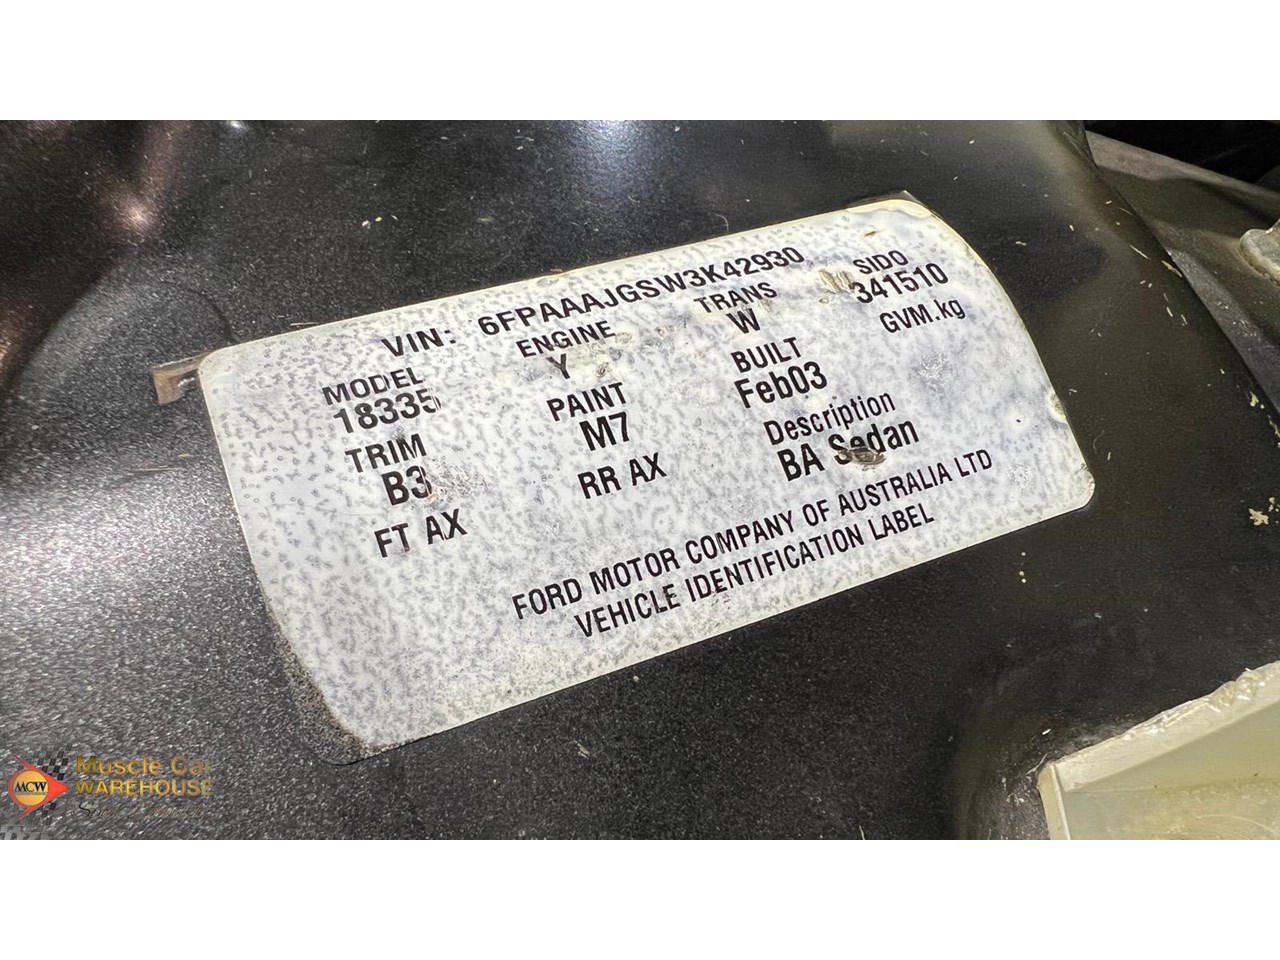 VIN: 6FPAAAJGSW3K42930
MODEL ENGINE TRANS SIDO
18335 Y W 341510
TRIM PAINT BUILT GVM.kg
B3 M7 Feb03
FT AX RR AX Description
BA Sedan
FORD MOTOR COMPANY OF AUSTRALIA LTD
VEHICLE IDENTIFICATION LABEL
MCW
Muscle Car
WAREHOUSE